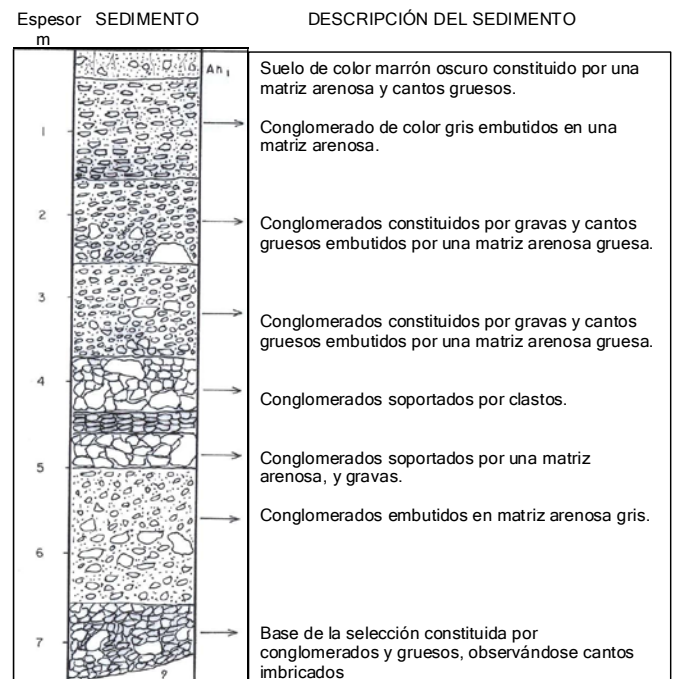 Espesor SEDIMENTO DESCRIPCIÓN DEL SEDIMENTO
m
Ah₁
Suelo de color marrón oscuro constituido por una
matriz arenosa y cantos gruesos.
1
Conglomerado de color gris embutidos en una
matriz arenosa.
2
Conglomerados constituidos por gravas y cantos
gruesos embutidos por una matriz arenosa gruesa.
3
Conglomerados constituidos por gravas y cantos
gruesos embutidos por una matriz arenosa gruesa.
4
Conglomerados soportados por clastos.
5
Conglomerados soportados por una matriz
arenosa, y gravas.
Conglomerados embutidos en matriz arenosa gris.
6
7
Base de la selección constituida por
conglomerados y gruesos, observándose cantos
imbricados
?